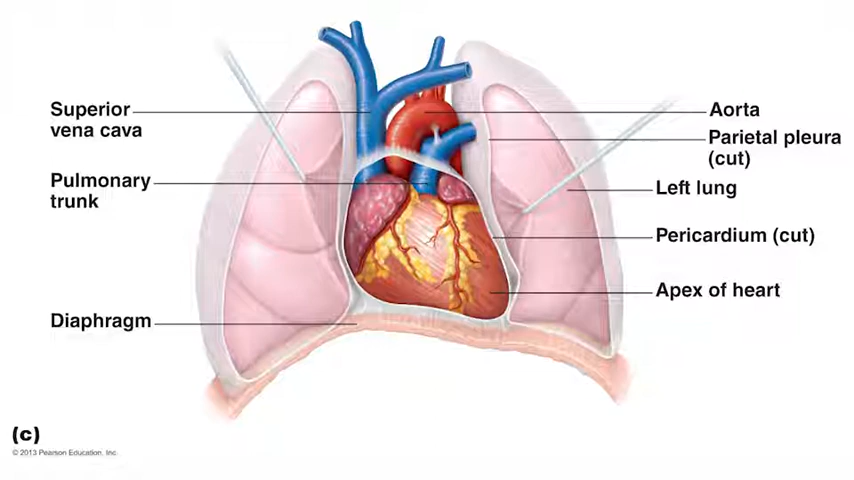 Superior
vena cava
Pulmonary
trunk
Diaphragm
Aorta
Parietal pleura
(cut)
Left lung
Pericardium (cut)
Apex of heart
(c)
© 2013 Pearson Education, Inc